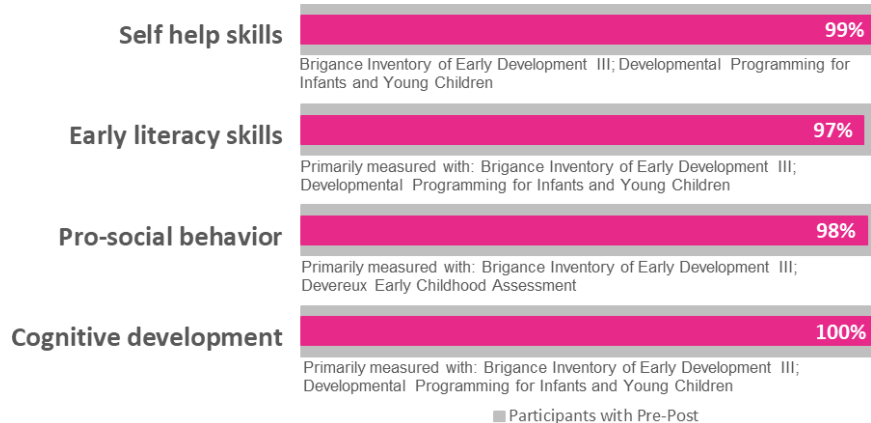 Self help skills
99%
Brigance Inventory of Early Development III; Developmental Programming for
Infants and Young Children
Early literacy skills
97%
Primarily measured with: Brigance Inventory of Early Development III;
Developmental Programming for Infants and Young Children
Pro-social behavior
98%
Primarily measured with: Brigance Inventory of Early Development III;
Devereux Early Childhood Assessment
Cognitive development
100%
Primarily measured with: Brigance Inventory of Early Development III;
Developmental Programming for Infants and Young Children
Participants with Pre-Post